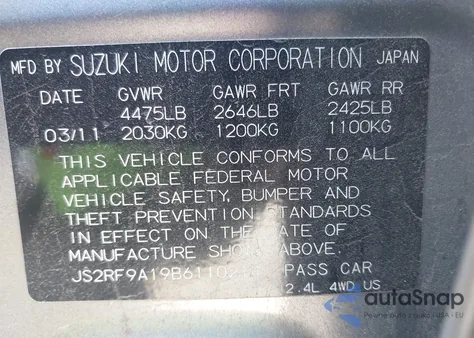 MFD BY SUZUKI MOTOR CORPORATION JAPAN
DATE GVWR GAWR FRT GAWR RR
4475LB 2646LB 2425LB
03/11 2030KG 1200KG 1100KG
THIS VEHICLE CONFORMS TO ALL
APPLICABLE FEDERAL MOTOR
VEHICLE SAFETY, BUMPER AND
THEFT PREVENTION STANDARDS
IN EFFECT ON THE DATE OF
MANUFACTURE SHOWN ABOVE.
PASS CAR
2.4L 4WD US
autaSnap